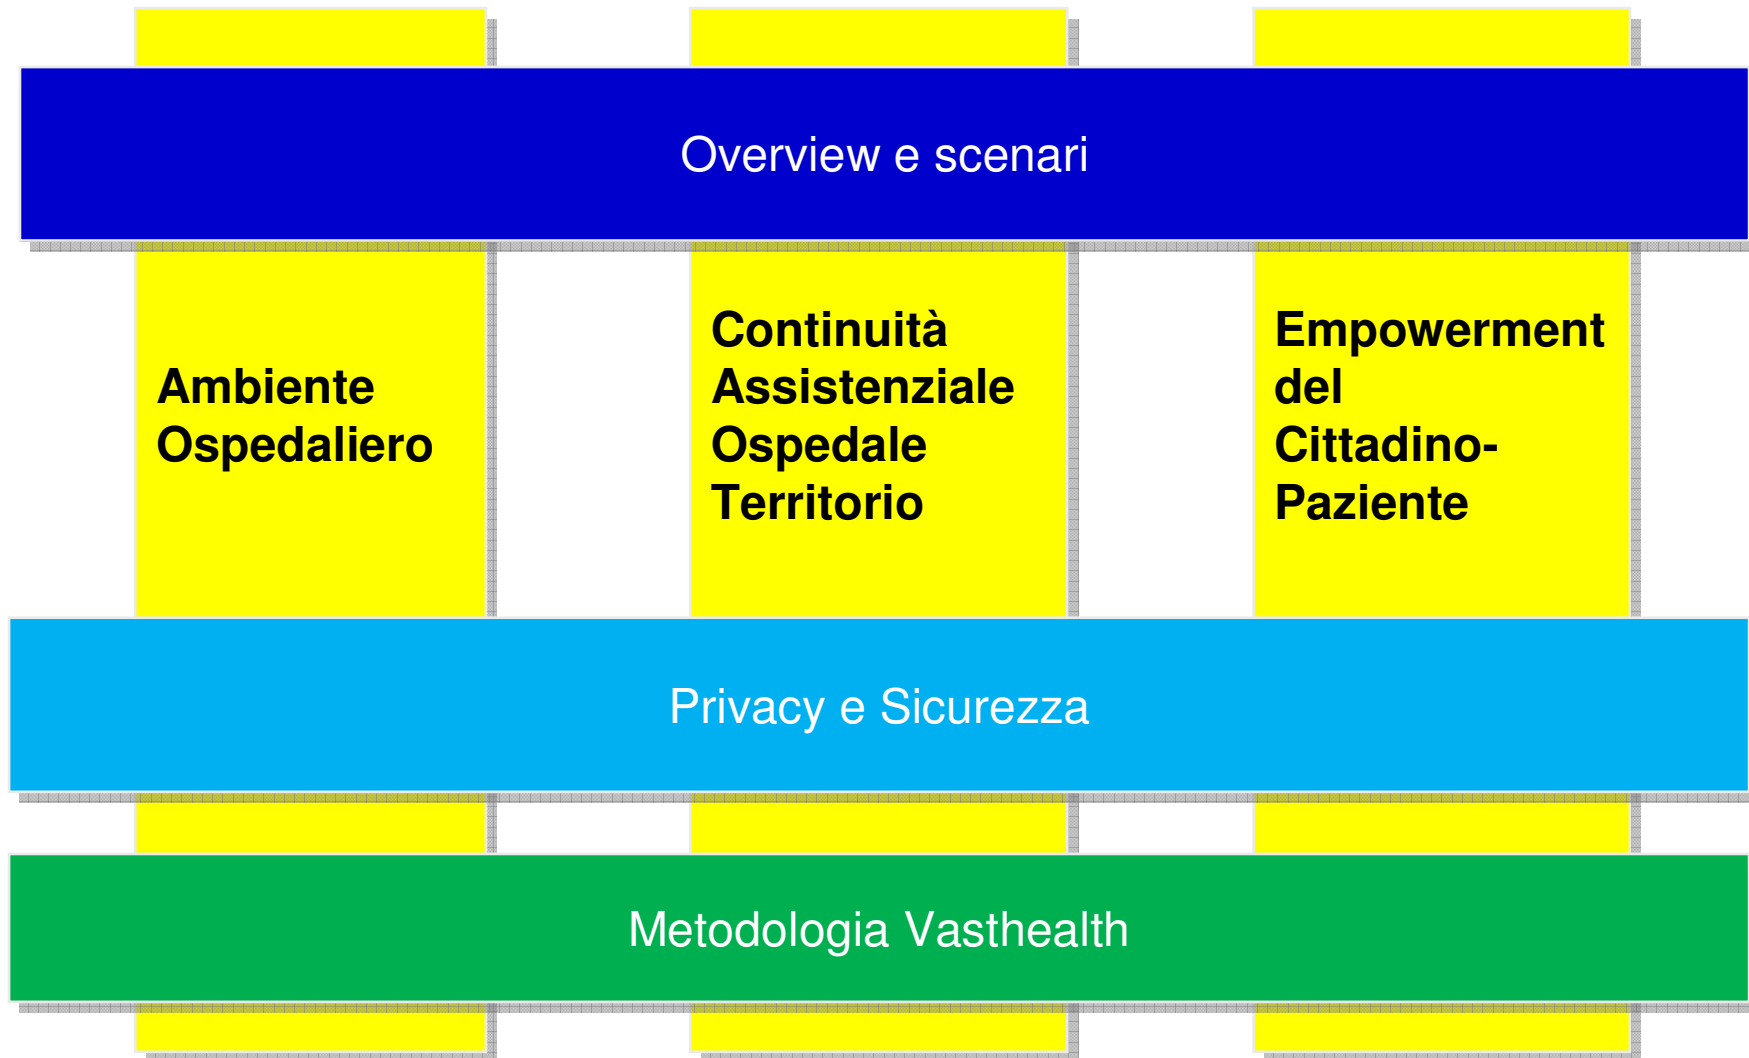 Overview e scenari
Ambiente
Ospedaliero
Continuità
Assistenziale
Ospedale
Territorio
Empowerment
del
Cittadino-
Paziente
Privacy e Sicurezza
Metodologia Vasthealth